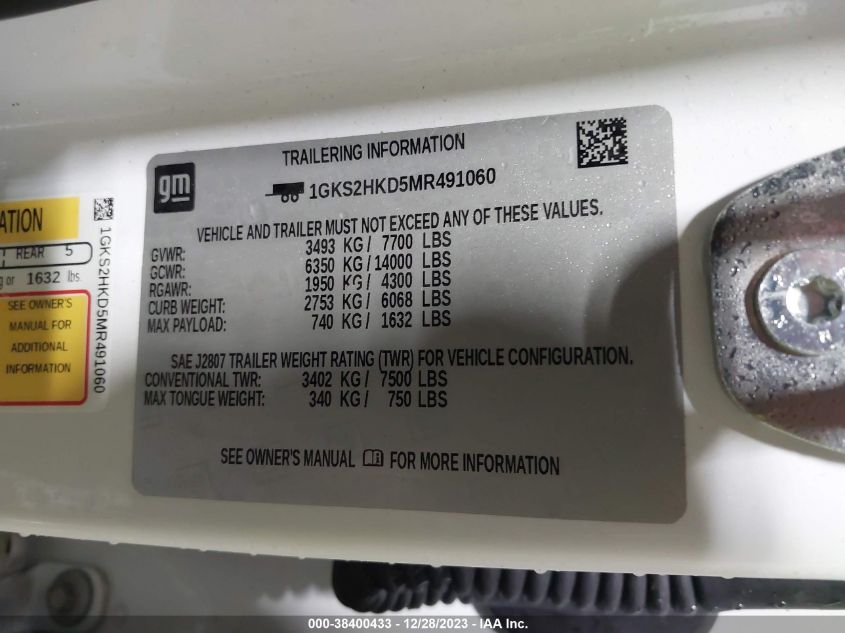 TRAILERING INFORMATION
gm
1GKS2HKD5MR491060
VEHICLE AND TRAILER MUST NOT EXCEED ANY OF THESE VALUES.
GVWR: 3493 KG / 7700 LBS
GCWR: 6350 KG / 14000 LBS
RGAWR: 1950 KG / 4300 LBS
CURB WEIGHT: 2753 KG / 6068 LBS
MAX PAYLOAD: 740 KG / 1632 LBS
SAE J2807 TRAILER WEIGHT RATING (TWR) FOR VEHICLE CONFIGURATION.
CONVENTIONAL TWR: 3402 KG / 7500 LBS
MAX TONGUE WEIGHT: 340 KG / 750 LBS
SEE OWNER'S MANUAL FOR MORE INFORMATION
REAR 5
or 1632 lbs.
SEE OWNER'S
MANUAL FOR
ADDITIONAL
INFORMATION
1GKS2HKD5MR491060
000-38400433 - 12/28/2023 - IAA Inc.